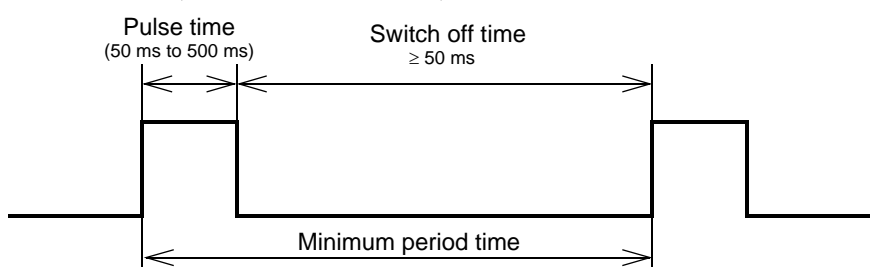 Pulse time
(50 ms to 500 ms)
Switch off time
≥ 50 ms
Minimum period time